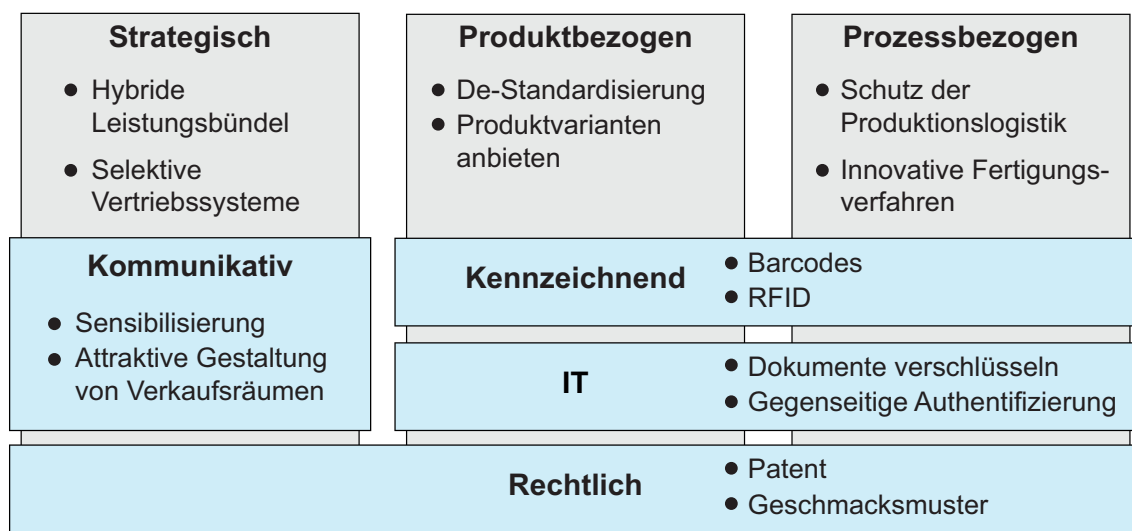 Strategisch
● Hybride
Leistungsbündel
● Selektive
Vertriebssysteme
Produktbezogen
● De-Standardisierung
● Produktvarianten
anbieten
Prozessbezogen
● Schutz der
Produktionslogistik
● Innovative Fertigungs-
verfahren
Kommunikativ
● Sensibilisierung
● Attraktive Gestaltung
von Verkaufsräumen
Kennzeichnend
● Barcodes
● RFID
IT
● Dokumente verschlüsseln
● Gegenseitige Authentifizierung
Rechtlich
● Patent
● Geschmacksmuster